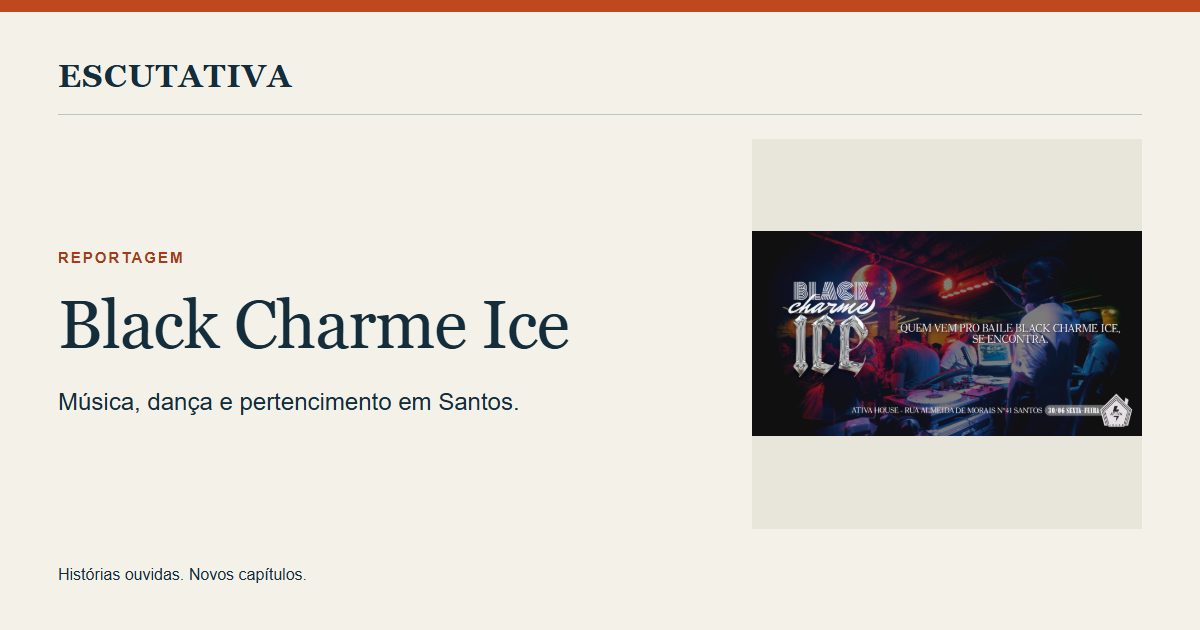 ESCUTATIVA
REPORTAGEM
Black Charme Ice
Música, dança e pertencimento em Santos.
BLACK
charme
ice
QUEM VEM PRO BAILE BLACK CHARME ICE,
SE ENCONTRA.
ATIVA HOUSE - RUA ALMEIDA DE MORAIS Nº41 SANTOS 30/06 SEXTA-FEIRA
Histórias ouvidas. Novos capítulos.